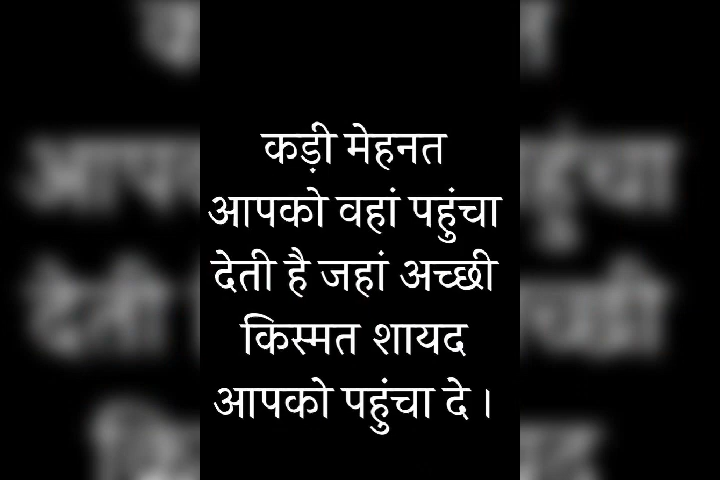 कड़ी मेहनत
आपको वहां पहुंचा
देती है जहां अच्छी
किस्मत शायद
आपको पहुंचा दे।